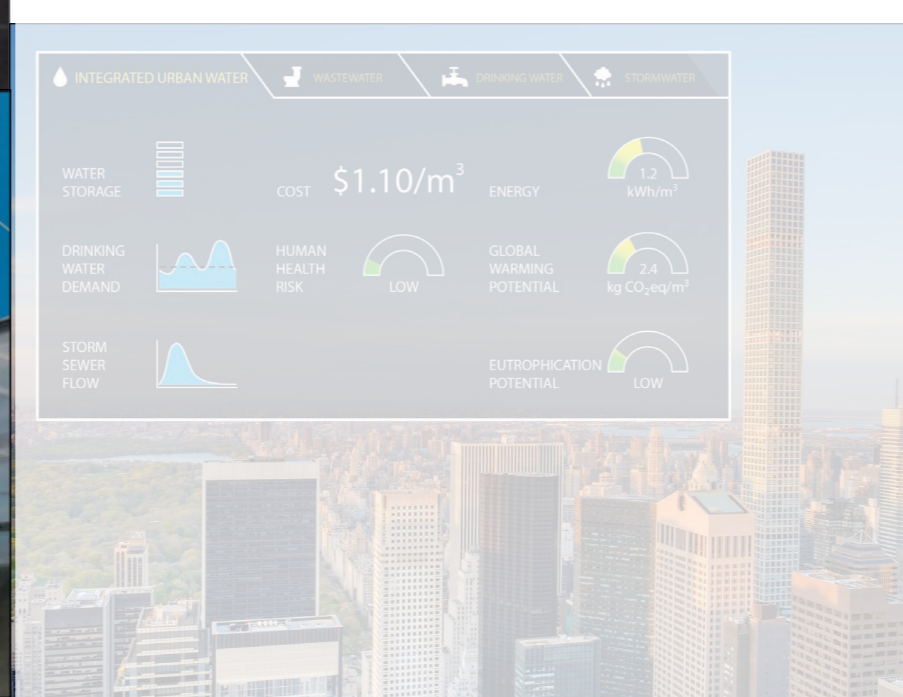 INTEGRATED URBAN WATER
WASTEWATER
DRINKING WATER
STORMWATER
WATER
STORAGE
COST
$1.10/m³
ENERGY
1.2
kWh/m³
DRINKING
WATER
DEMAND
HUMAN
HEALTH
RISK
LOW
GLOBAL
WARMING
POTENTIAL
2.4
kg CO₂eq/m³
STORM
SEWER
FLOW
EUTROPHICATION
POTENTIAL
LOW